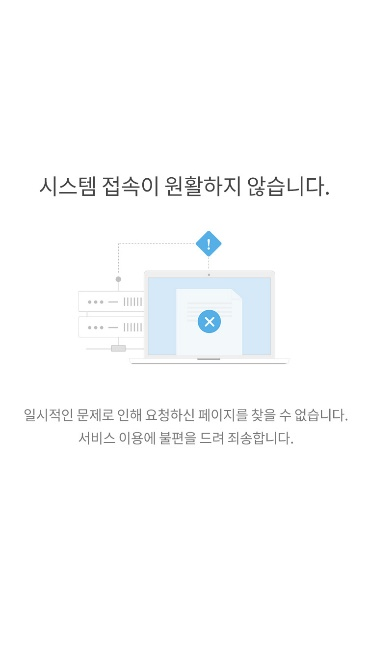 시스템 접속이 원활하지 않습니다.
일시적인 문제로 인해 요청하신 페이지를 찾을 수 없습니다.
서비스 이용에 불편을 드려 죄송합니다.